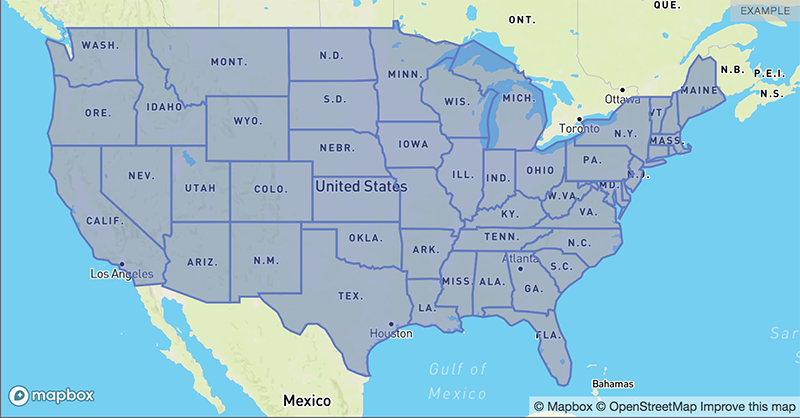 QUE.
ONT.
EXAMPLE
WASH.
N.D.
MONT.
MINN.
N.B.
P.E.I.
N.S.
ORE.
IDAHO
S.D.
WIS.
MICH.
Ottawa
MAINE
WYO.
Toronto
VT
N.Y.
MASS.
NEBR.
IOWA
PA.
NEV.
UTAH
COLO.
United States
ILL.
IND.
OHIO
N.J.
MD.
W.VA.
VA.
CALIF.
KY.
OKLA.
TENN.
N.C.
ARIZ.
N.M.
ARK.
Atlanta
S.C.
Los Angeles
MISS.
ALA.
GA.
TEX.
LA.
Houston
FLA.
Sar
Gulf of
Mexico
Bahamas
Mexico
mapbox
© Mapbox © OpenStreetMap Improve this map